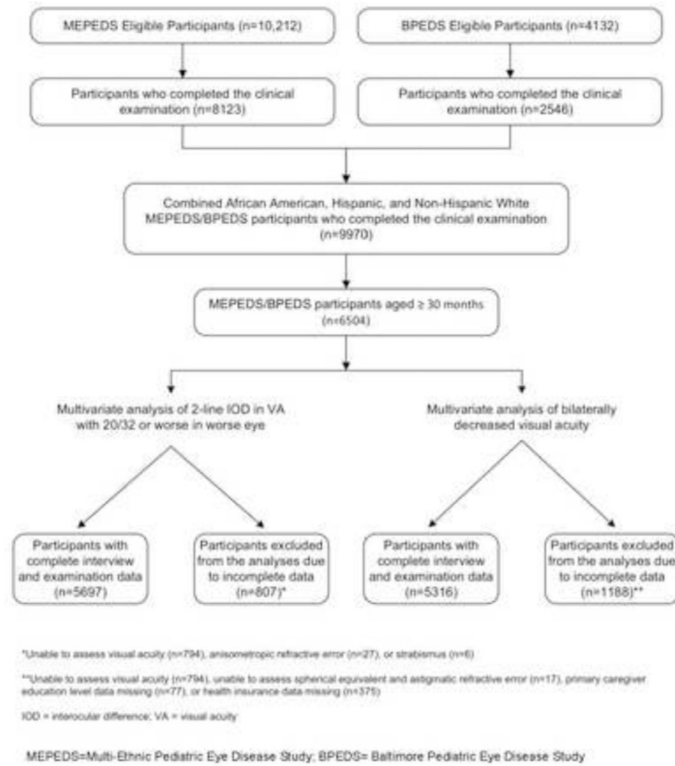 MEPEDS Eligible Participants (n=10,212)
BPEDS Eligible Participants (n=4132)
Participants who completed the clinical
examination (n=8123)
Participants who completed the clinical
examination (n=2546)
Combined African American, Hispanic, and Non-Hispanic White
MEPEDS/BPEDS participants who completed the clinical examination
(n=9970)
MEPEDS/BPEDS participants aged ≥ 30 months
(n=6504)
Multivariate analysis of 2-line IOD in VA
with 20/32 or worse in worse eye
Multivariate analysis of bilaterally
decreased visual acuity
Participants with
complete interview
and examination data
(n=5697)
Participants excluded
from the analyses due
to incomplete data
(n=807)*
Participants with
complete interview
and examination data
(n=5316)
Participants excluded
from the analyses due
to incomplete data
(n=1188)**
*Unable to assess visual acuity (n=794), anisometropic refractive error (n=27), or strabismus (n=6)
**Unable to assess visual acuity (n=794), unable to assess spherical equivalent and astigmatic refractive error (n=17), primary caregiver
education level data missing (n=77), or health insurance data missing (n=375)
IOD = interocular difference; VA = visual acuity
MEPEDS=Multi-Ethnic Pediatric Eye Disease Study; BPEDS= Baltimore Pediatric Eye Disease Study